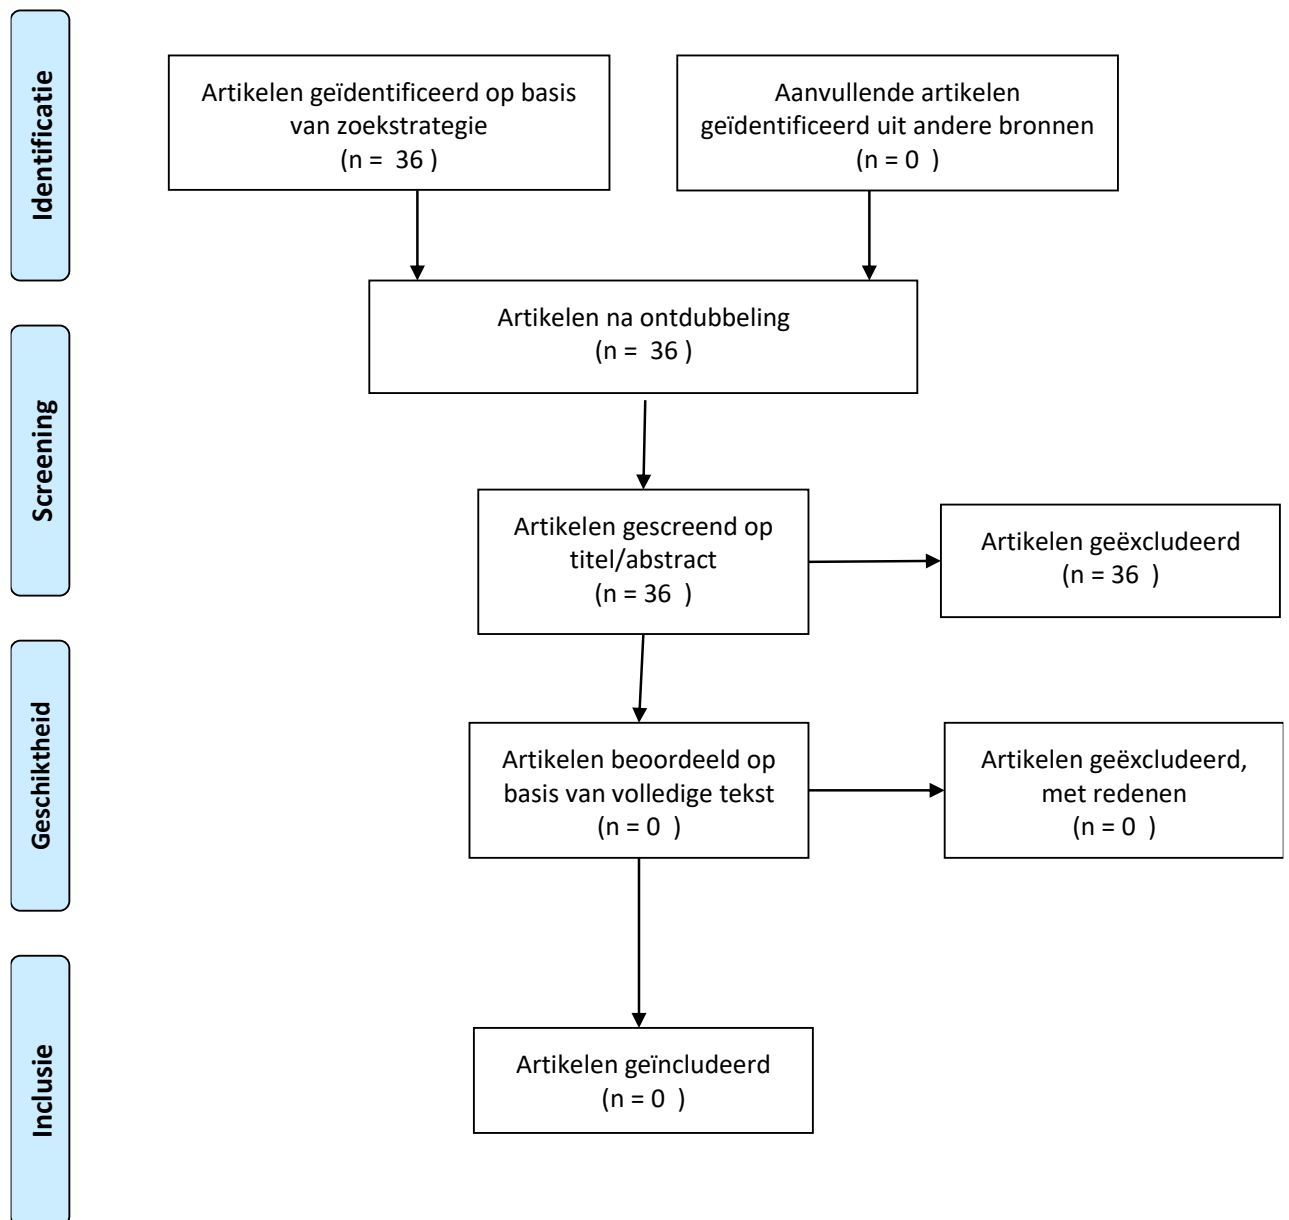 Identificatie
Artikelen geïdentificeerd op basis
van zoekstrategie
(n =  36 )
Aanvullende artikelen
geïdentificeerd uit andere bronnen
(n = 0  )
Artikelen na ontdubbeling
(n =  36 )
Screening
Artikelen gescreend op
titel/abstract
(n = 36  )
Artikelen geëxcludeerd
(n = 36  )
Geschiktheid
Artikelen beoordeeld op
basis van volledige tekst
(n = 0  )
Artikelen geëxcludeerd,
met redenen
(n = 0  )
Inclusie
Artikelen geïncludeerd
(n = 0  )